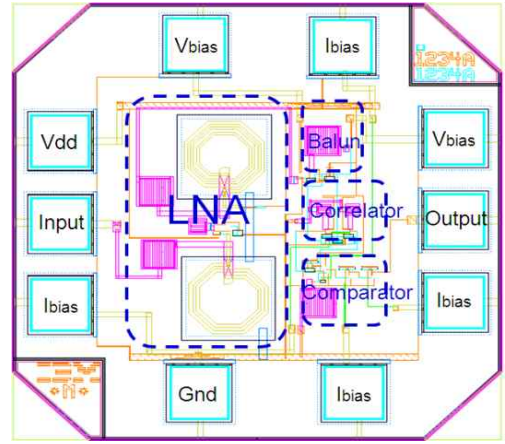 Vbias
Ibias
1234A
1234A
Vdd
Balun
Vbias
LNA
Input
Correlator
Output
Ibias
Comparator
Ibias
Gnd
Ibias